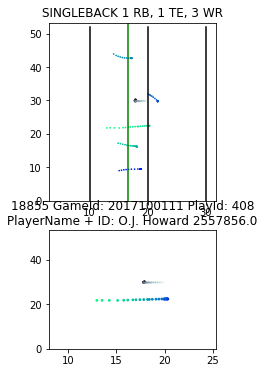 SINGLEBACK 1 RB, 1 TE, 3 WR
50
40
30
20
10
0
10 20 30
18855 GameId: 2017100111 PlayId: 408
PlayerName + ID: O.J. Howard 2557856.0
40
20
0
10 15 20 25